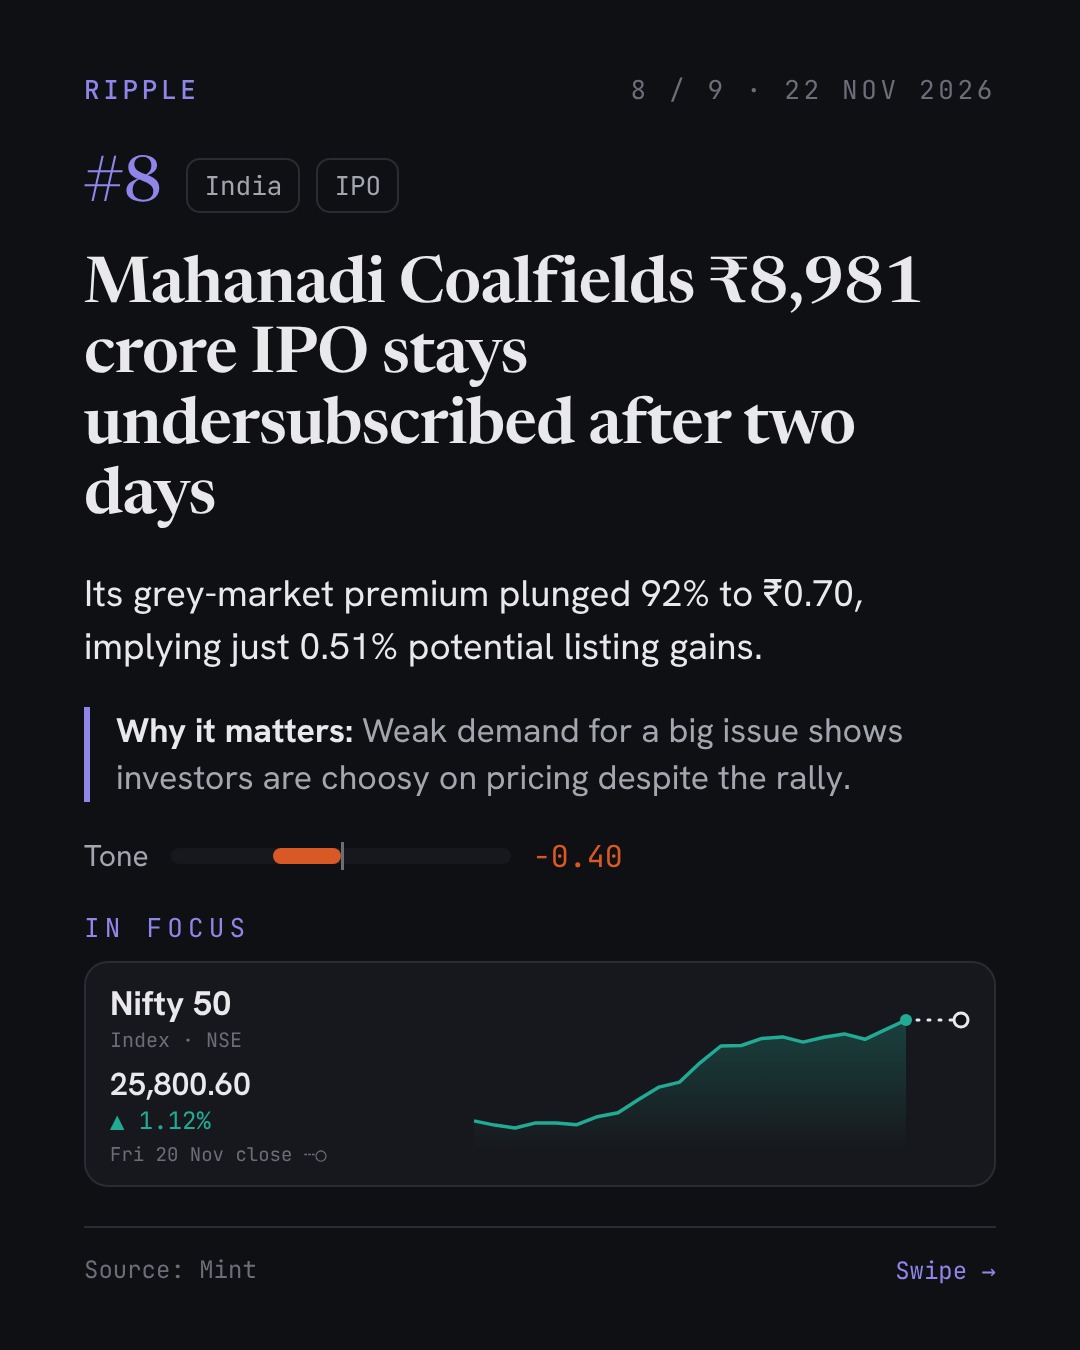 RIPPLE
8 / 9 · 22 NOV 2026
#8 India IPO
Mahanadi Coalfields ₹8,981
crore IPO stays
undersubscribed after two
days
Its grey-market premium plunged 92% to ₹0.70,
implying just 0.51% potential listing gains.
Why it matters: Weak demand for a big issue shows
investors are choosy on pricing despite the rally.
Tone -0.40
IN FOCUS
Nifty 50
Index · NSE
25,800.60
▲ 1.12%
Fri 20 Nov close
Source: Mint
Swipe →